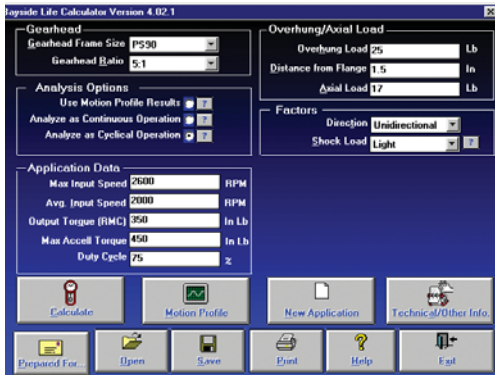 Bayside Life Calculator Version 4.02.1
Gearhead
Gearhead Frame Size PS90
Gearhead Ratio 5:1
Analysis Options
Use Motion Profile Results ?
Analyze as Continuous Operation ?
Analyze as Cyclical Operation ?
Application Data
Max Input Speed 2600 RPM
Avg. Input Speed 2000 RPM
Output Torque (RMC) 350 In Lb
Max Accell Torque 450 In Lb
Duty Cycle 75 %
Overhung/Axial Load
Overhung Load 25 Lb
Distance from Flange 1.5 In
Axial Load 17 Lb
Factors
Direction Unidirectional
Shock Load Light ?
Calculate
Motion Profile
New Application
Technical/Other Info.
Prepared For...
Open
Save
Print
Help
Exit